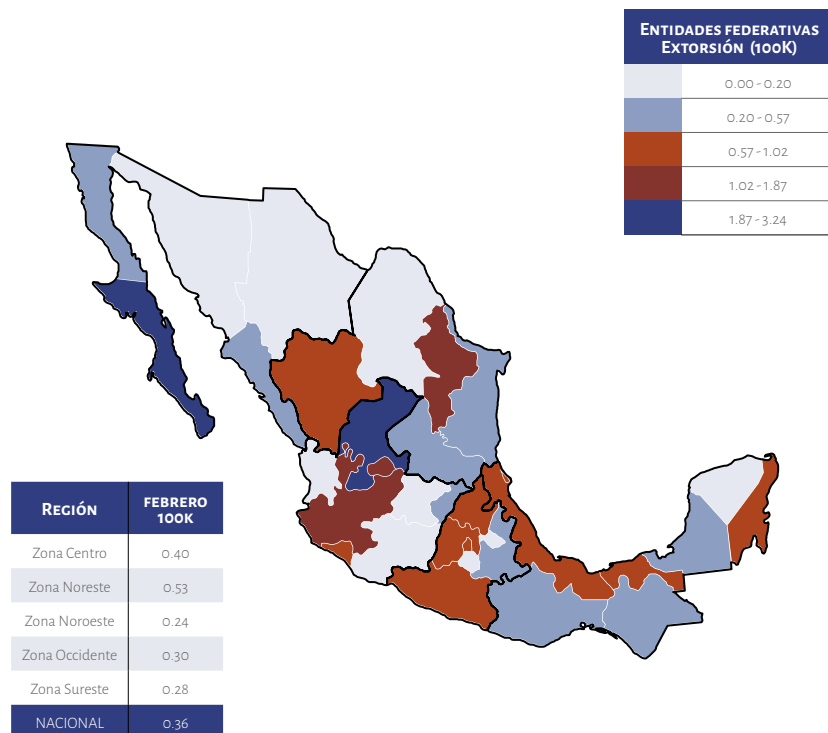 Entidades federativas
Extorsión (100K)
0.00 - 0.20
0.20 - 0.57
0.57 - 1.02
1.02 - 1.87
1.87 - 3.24
Región FEBRERO 100K
Zona Centro 0.40
Zona Noreste 0.53
Zona Noroeste 0.24
Zona Occidente 0.30
Zona Sureste 0.28
NACIONAL 0.36